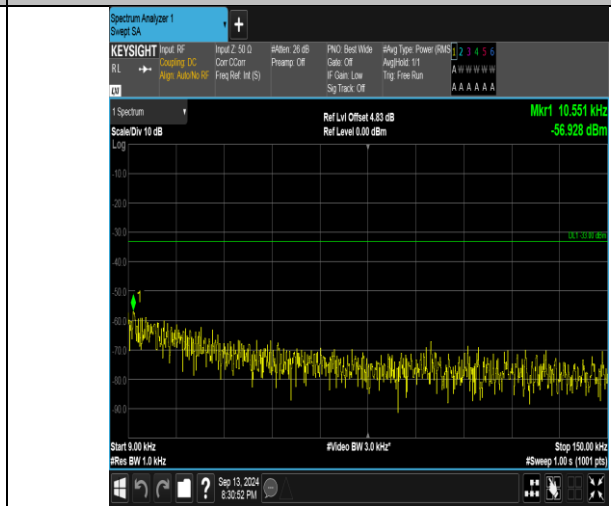 Spectrum Analyzer 1
Swept SA
+
KEYSIGHT
RL
Input: RF
Coupling: DC
Align: Auto/No RF
Input Z: 50 Ω
Corr CCorr
Freq Ref: Int (S)
#Atten: 26 dB
Preamp: Off
PNO: Best Wide
Gate: Off
IF Gain: Low
Sig Track: Off
#Avg Type: Power (RMS
Avg|Hold: 1/1
Trig: Free Run
1 2 3 4 5 6
A W W W W W
A A A A A A
1 Spectrum
Scale/Div 10 dB
Log
Ref Lvl Offset 4.83 dB
Ref Level 0.00 dBm
Mkr1 10.551 kHz
-56.928 dBm
-10.0
-20.0
-30.0
-40.0
-50.0
-60.0
-70.0
-80.0
-90.0
1
Start 9.00 kHz
#Res BW 1.0 kHz
#Video BW 3.0 kHz*
Stop 150.00 kHz
#Sweep 1.00 s (1001 pts)
?
Sep 13, 2024
8:30:52 PM